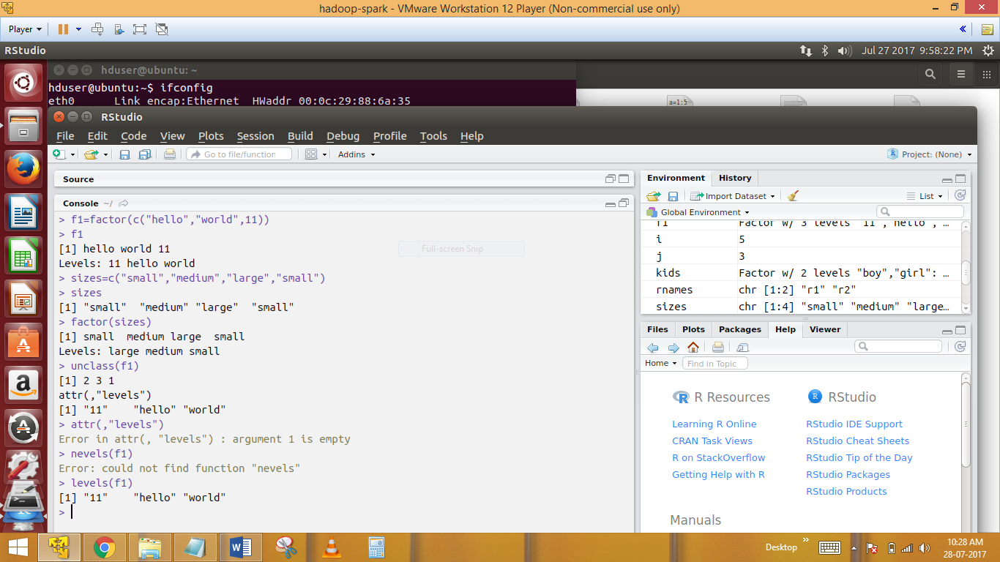 hadoop-spark - VMware Workstation 12 Player (Non-commercial use only)
Player
RStudio
Jul 27 2017 9:58:22 PM
hduser@ubuntu: ~
hduser@ubuntu:~$ ifconfig
eth0      Link encap:Ethernet  HWaddr 00:0c:29:88:6a:35
a=1:5
RStudio
File Edit Code View Plots Session Build Debug Profile Tools Help
Go to file/function
Addins
Project: (None)
Source
Console ~/
> f1=factor(c("hello","world",11))
> f1
[1] hello world 11
Levels: 11 hello world
> sizes=c("small","medium","large","small")
> sizes
[1] "small"  "medium" "large"  "small"
> factor(sizes)
[1] small  medium large  small
Levels: large medium small
> unclass(f1)
[1] 2 3 1
attr(,"levels")
[1] "11"    "hello" "world"
> attr(,"levels")
Error in attr(, "levels") : argument 1 is empty
> nevels(f1)
Error: could not find function "nevels"
> levels(f1)
[1] "11"    "hello" "world"
>
Full-screen Snip
Environment History
Import Dataset
List
Global Environment
f1 Factor w/ 3 levels "11","hello",…
i 5
j 3
kids Factor w/ 2 levels "boy","girl": …
rnames chr [1:2] "r1" "r2"
sizes chr [1:4] "small" "medium" "large…
Files Plots Packages Help Viewer
Home
Find in Topic
R Resources
Learning R Online
CRAN Task Views
R on StackOverflow
Getting Help with R
RStudio
RStudio IDE Support
RStudio Cheat Sheets
RStudio Tip of the Day
RStudio Packages
RStudio Products
Manuals
Desktop
10:28 AM
28-07-2017